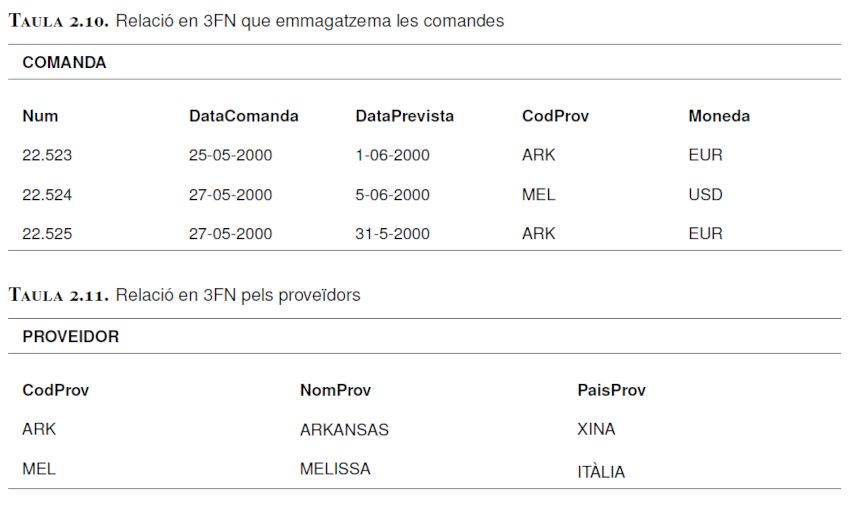 TAULA 2.10. Relació en 3FN que emmagatzema les comandes
COMANDA
Num DataComanda DataPrevista CodProv Moneda
22.523 25-05-2000 1-06-2000 ARK EUR
22.524 27-05-2000 5-06-2000 MEL USD
22.525 27-05-2000 31-5-2000 ARK EUR
TAULA 2.11. Relació en 3FN pels proveïdors
PROVEIDOR
CodProv NomProv PaisProv
ARK ARKANSAS XINA
MEL MELISSA ITÀLIA